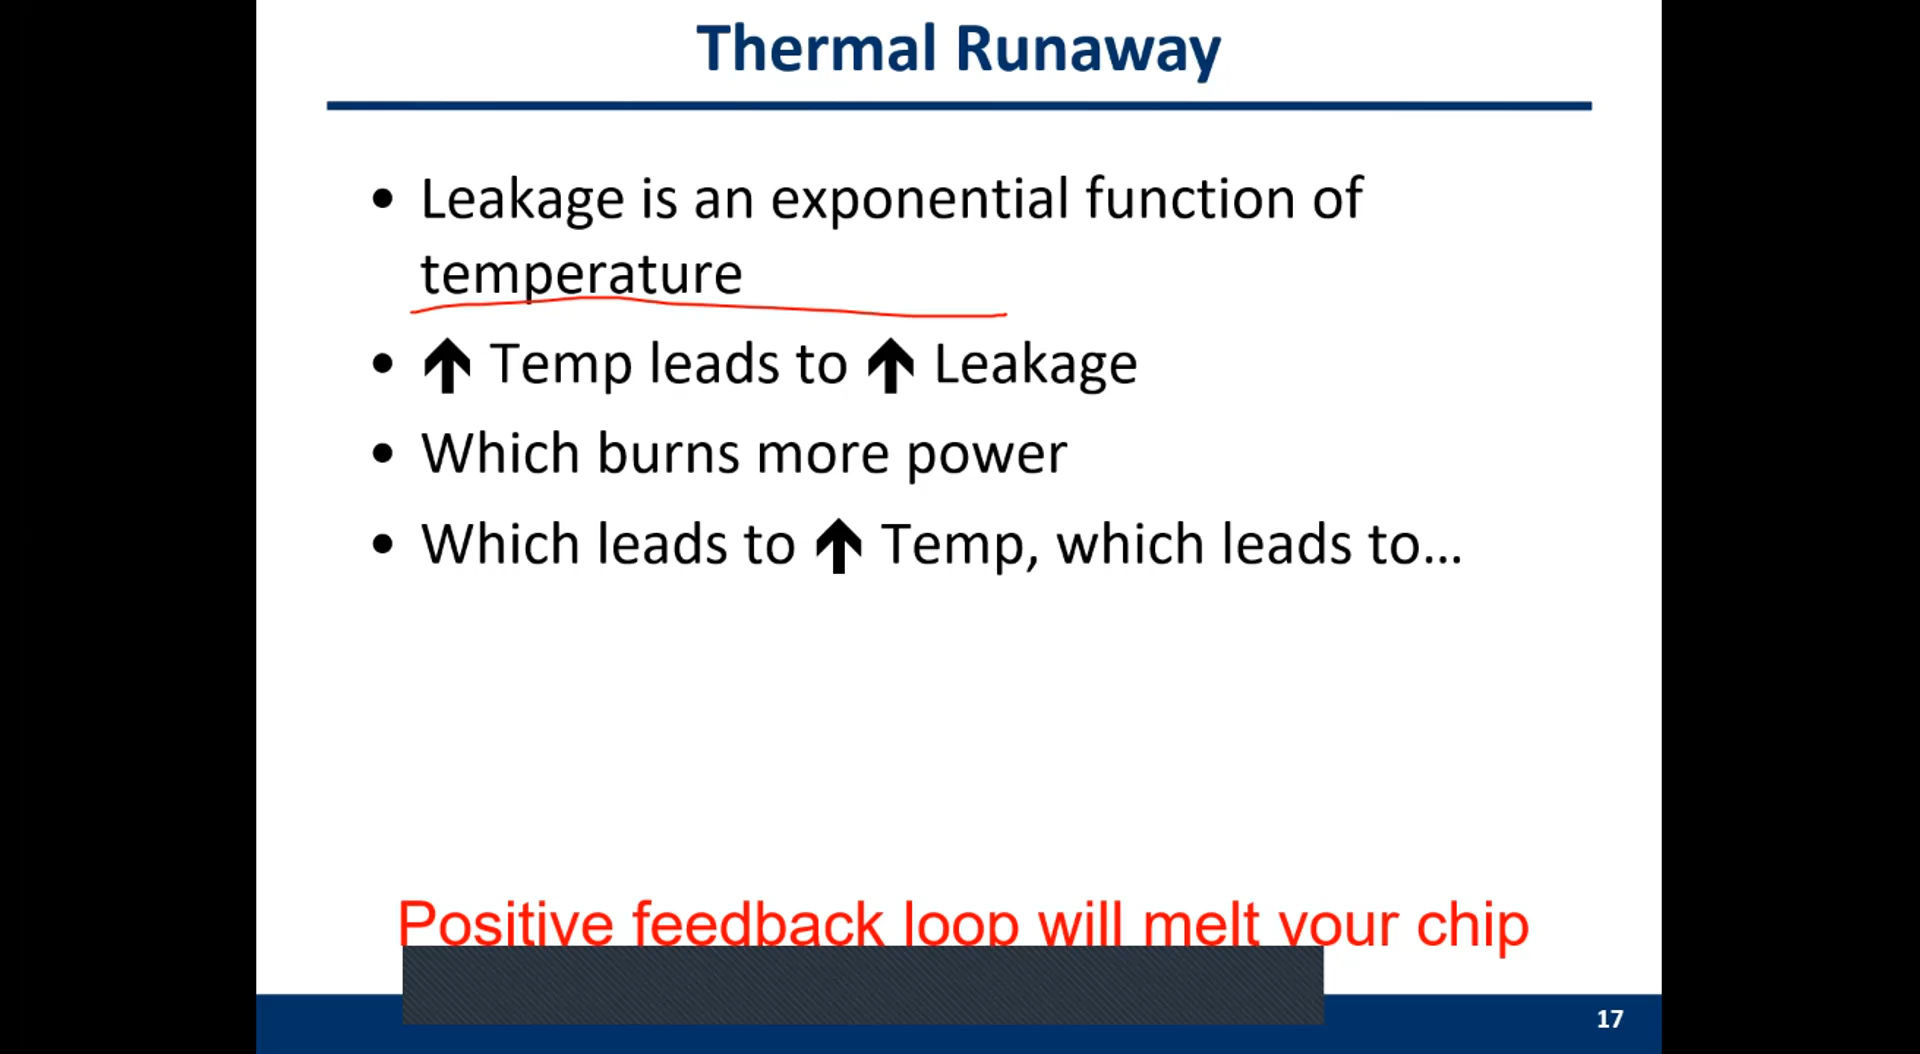 Thermal Runaway
• Leakage is an exponential function of
temperature
• ↑ Temp leads to ↑ Leakage
• Which burns more power
• Which leads to ↑ Temp, which leads to...
Positive feedback loop will melt your chip
17